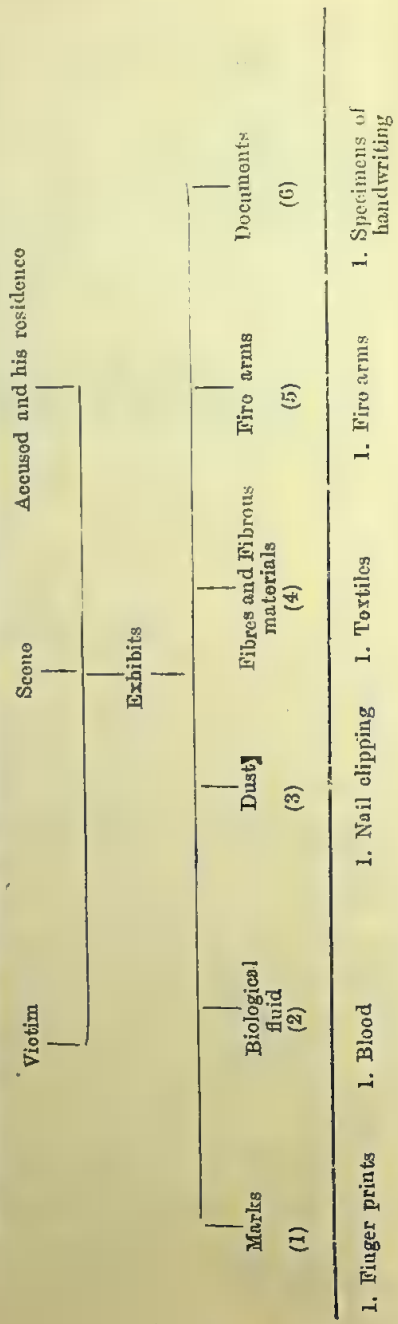 Victim
Scene
Accused and his residence
Exhibits
Marks
(1)
Biological
fluid
(2)
Dust
(3)
Fibres and Fibrous
materials
(4)
Fire arms
(5)
Documents
(6)
1. Finger prints
1. Blood
1. Nail clipping
1. Textiles
1. Fire arms
1. Specimens of
handwriting